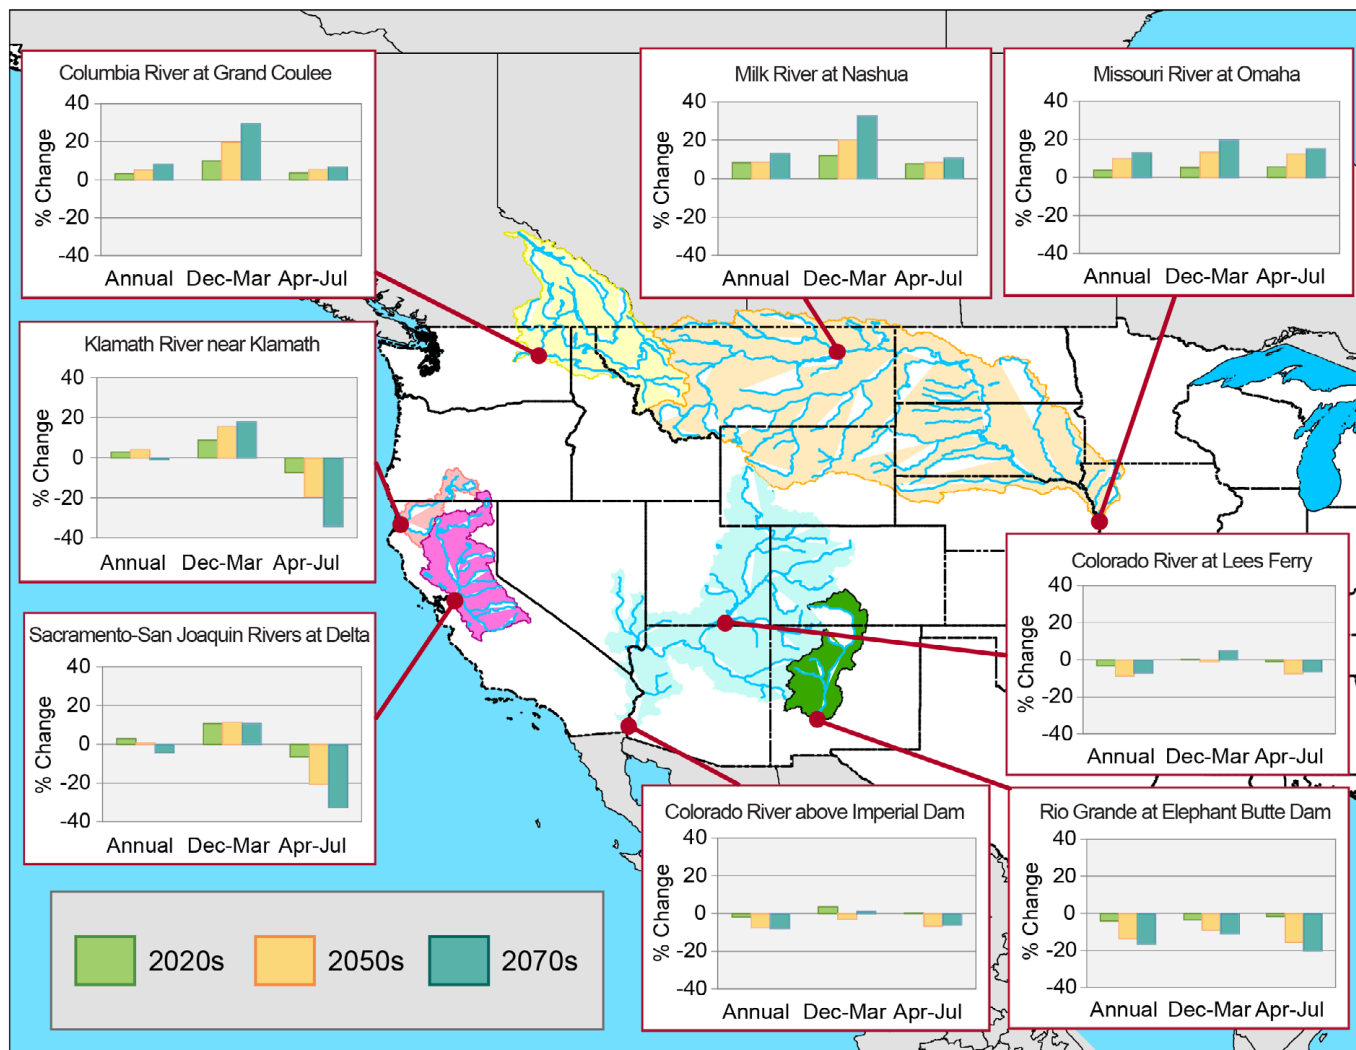 Columbia River at Grand Coulee
% Change
40
20
0
-20
-40
Annual Dec-Mar Apr-Jul
Milk River at Nashua
% Change
40
20
0
-20
-40
Annual Dec-Mar Apr-Jul
Missouri River at Omaha
% Change
40
20
0
-20
-40
Annual Dec-Mar Apr-Jul
Klamath River near Klamath
% Change
40
20
0
-20
-40
Annual Dec-Mar Apr-Jul
Sacramento-San Joaquin Rivers at Delta
% Change
40
20
0
-20
-40
Annual Dec-Mar Apr-Jul
Colorado River at Lees Ferry
% Change
40
20
0
-20
-40
Annual Dec-Mar Apr-Jul
Colorado River above Imperial Dam
% Change
40
20
0
-20
-40
Annual Dec-Mar Apr-Jul
Rio Grande at Elephant Butte Dam
% Change
40
20
0
-20
-40
Annual Dec-Mar Apr-Jul
2020s 2050s 2070s